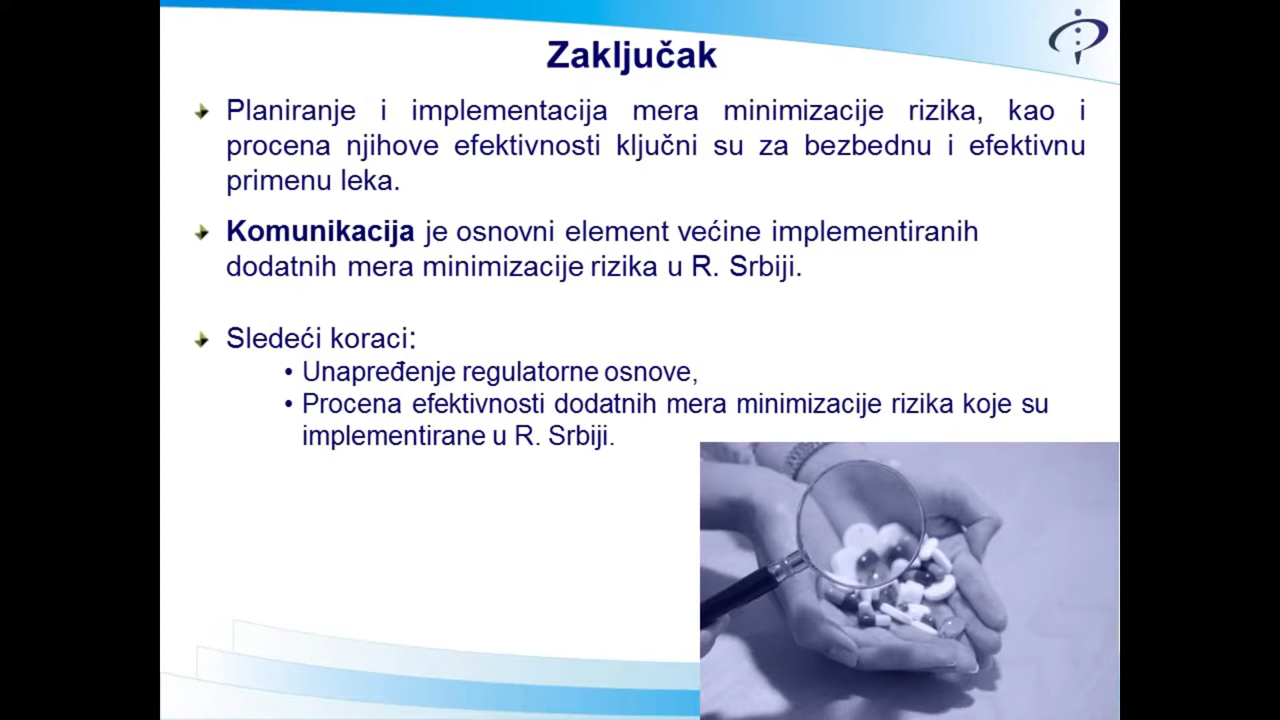 Zaključak
Planiranje i implementacija mera minimizacije rizika, kao i
procena njihove efektivnosti ključni su za bezbednu i efektivnu
primenu leka.
Komunikacija je osnovni element većine implementiranih
dodatnih mera minimizacije rizika u R. Srbiji.
Sledeći koraci:
• Unapređenje regulatorne osnove,
• Procena efektivnosti dodatnih mera minimizacije rizika koje su
implementirane u R. Srbiji.